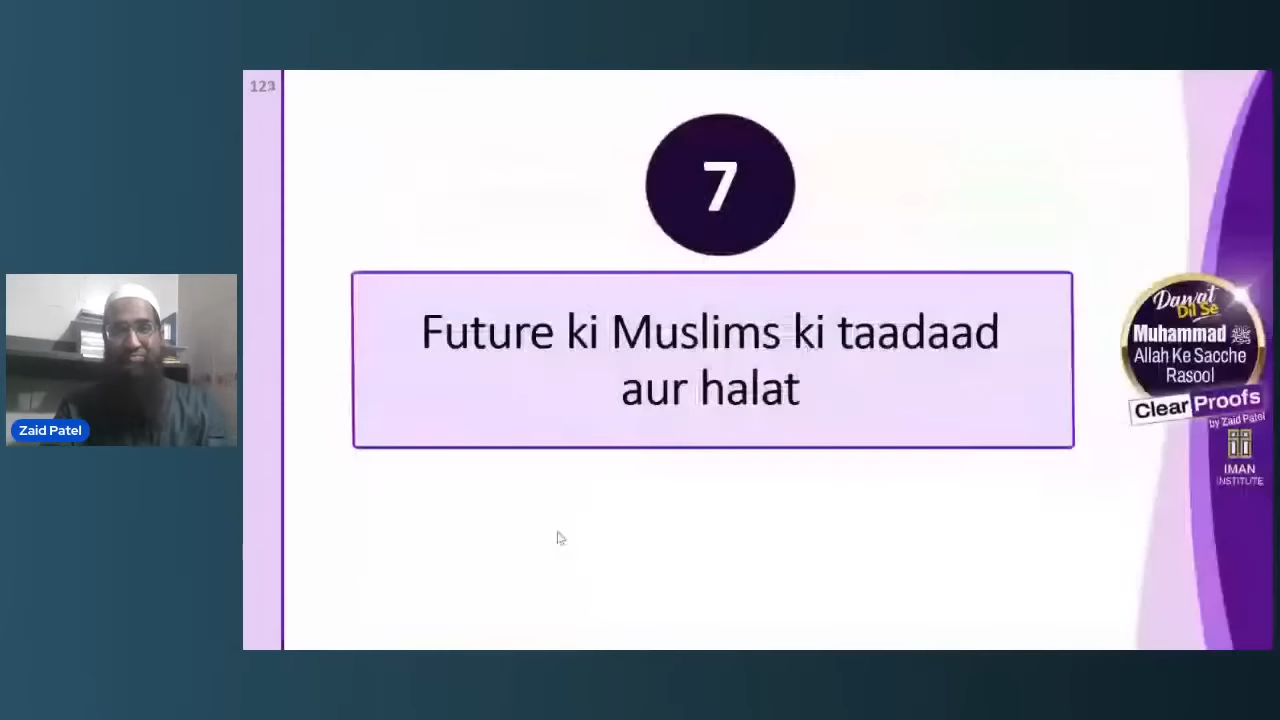 123
7
Future ki Muslims ki taadaad
aur halat
Zaid Patel
Dawat
Dil Se
Muhammad ﷺ
Allah Ke Sacche
Rasool
Clear Proofs
by Zaid Patel
IMAN
INSTITUTE